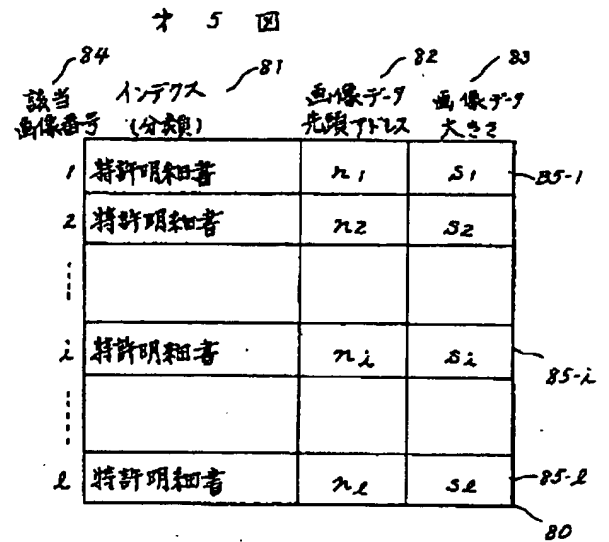 才 5 図
84 81 82 83
該当 インデクス 画像データ 画像データ
画像番号 (分類) 先頭アドレス 大きさ
1 特許明細書 n1 s1 85-1
2 特許明細書 n2 s2
i 特許明細書 ni si
85-i
l 特許明細書 nl sl 85-l
80